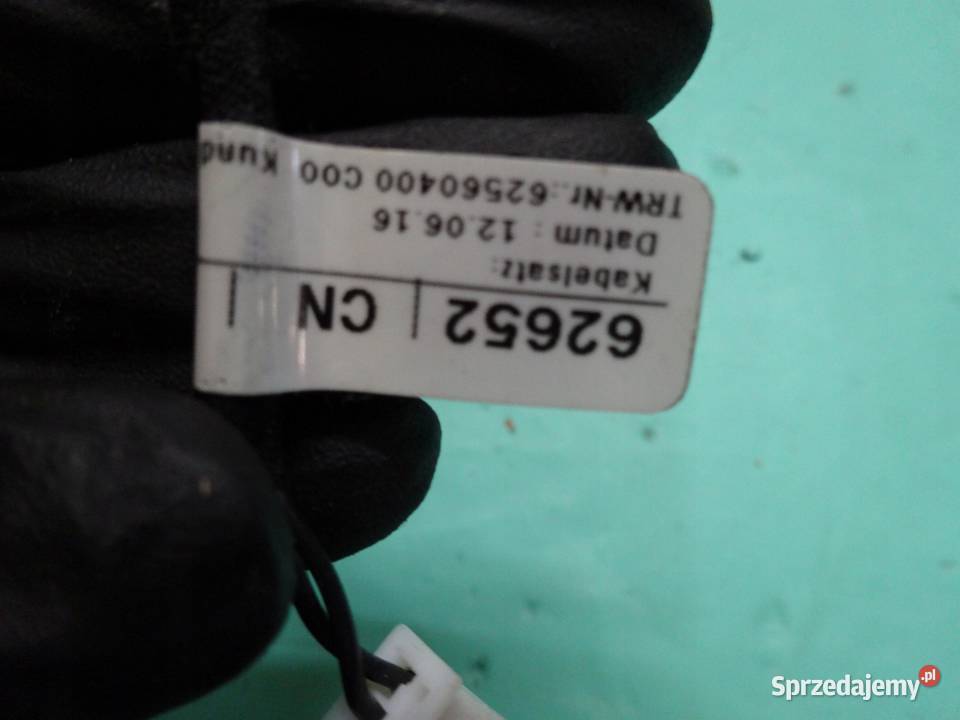 62652 | CN |
Kabelsatz:
Datum : 12.06.16
TRW-Nr.:62560400 C00 Kund
Sprzedajemy.pl